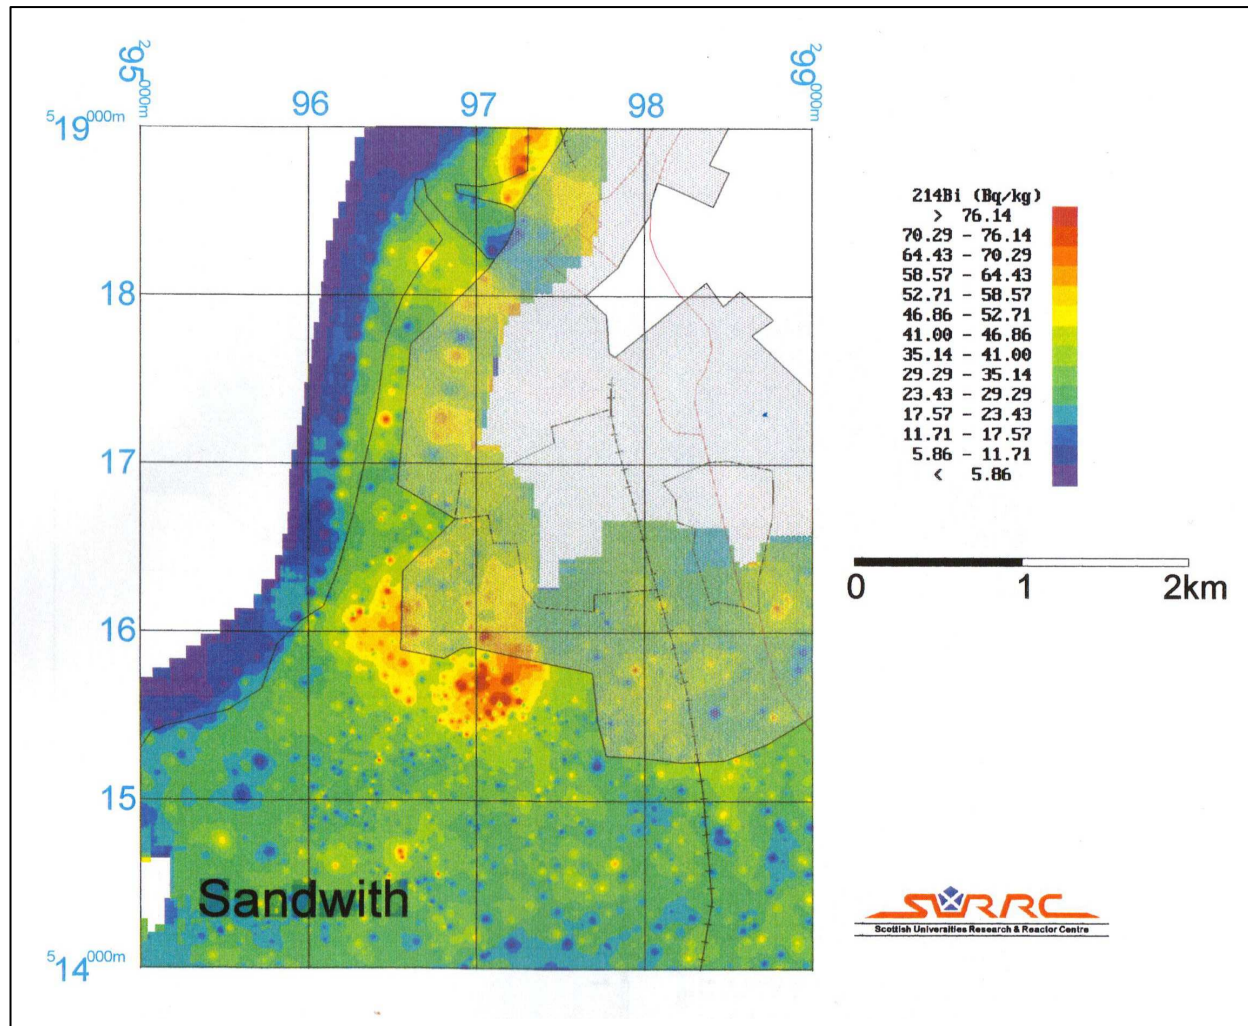 ²95⁰⁰⁰ᵐ
²99⁰⁰⁰ᵐ
96 97 98
⁵19⁰⁰⁰ᵐ
18
17
16
15
⁵14⁰⁰⁰ᵐ
Sandwith
214Bi (Bq/kg)
> 76.14
70.29 - 76.14
64.43 - 70.29
58.57 - 64.43
52.71 - 58.57
46.86 - 52.71
41.00 - 46.86
35.14 - 41.00
29.29 - 35.14
23.43 - 29.29
17.57 - 23.43
11.71 - 17.57
5.86 - 11.71
< 5.86
0 1 2km
SURRC
Scottish Universities Research & Reactor Centre